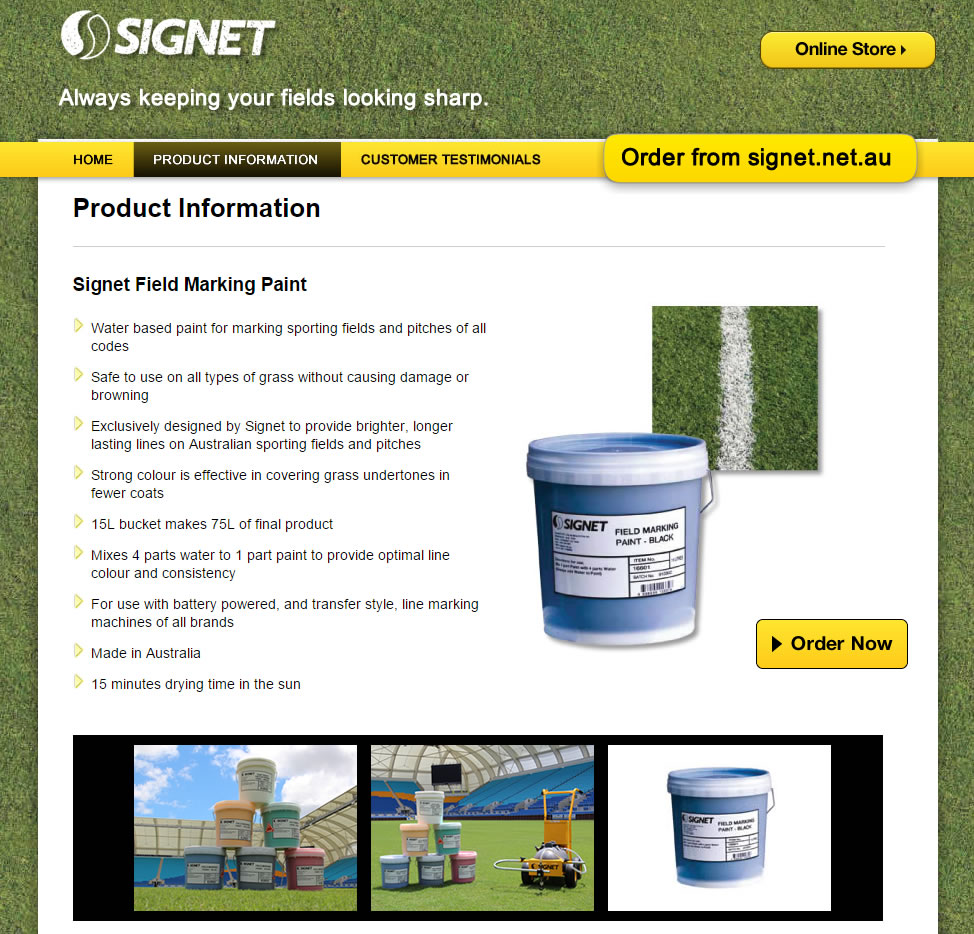 SIGNET
Online Store
Always keeping your fields looking sharp.
HOME
PRODUCT INFORMATION
CUSTOMER TESTIMONIALS
Order from signet.net.au
Product Information
Signet Field Marking Paint
Water based paint for marking sporting fields and pitches of all
codes
Safe to use on all types of grass without causing damage or
browning
Exclusively designed by Signet to provide brighter, longer
lasting lines on Australian sporting fields and pitches
Strong colour is effective in covering grass undertones in
fewer coats
15L bucket makes 75L of final product
Mixes 4 parts water to 1 part paint to provide optimal line
colour and consistency
For use with battery powered, and transfer style, line marking
machines of all brands
Made in Australia
15 minutes drying time in the sun
SIGNET
FIELD MARKING
PAINT - BLACK
ITEM No.
16601
BATCH No.
Order Now
SIGNET
SIGNET
FIELD MARKING
PAINT - BLACK